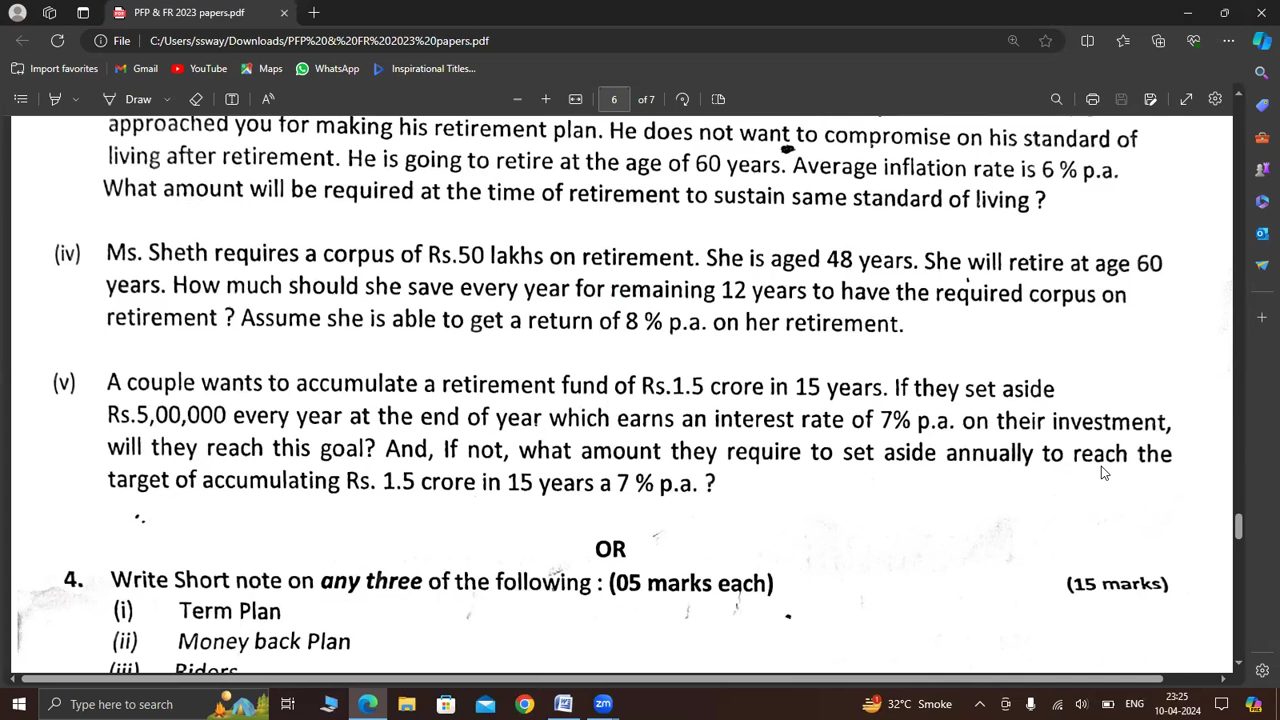 PFP & FR 2023 papers.pdf
File
C:/Users/ssway/Downloads/PFP%20&%20FR%202023%20papers.pdf
Import favorites
Gmail
YouTube
Maps
WhatsApp
Inspirational Titles...
Draw
6
of 7
approached you for making his retirement plan. He does not want to compromise on his standard of
living after retirement. He is going to retire at the age of 60 years. Average inflation rate is 6 % p.a.
What amount will be required at the time of retirement to sustain same standard of living ?
(iv) Ms. Sheth requires a corpus of Rs.50 lakhs on retirement. She is aged 48 years. She will retire at age 60
years. How much should she save every year for remaining 12 years to have the required corpus on
retirement ? Assume she is able to get a return of 8 % p.a. on her retirement.
(v) A couple wants to accumulate a retirement fund of Rs.1.5 crore in 15 years. If they set aside
Rs.5,00,000 every year at the end of year which earns an interest rate of 7% p.a. on their investment,
will they reach this goal? And, If not, what amount they require to set aside annually to reach the
target of accumulating Rs. 1.5 crore in 15 years a 7 % p.a. ?
OR
4. Write Short note on any three of the following : (05 marks each) (15 marks)
(i) Term Plan
(ii) Money back Plan
(iii) Riders
Type here to search
32°C Smoke
ENG
23:25
10-04-2024